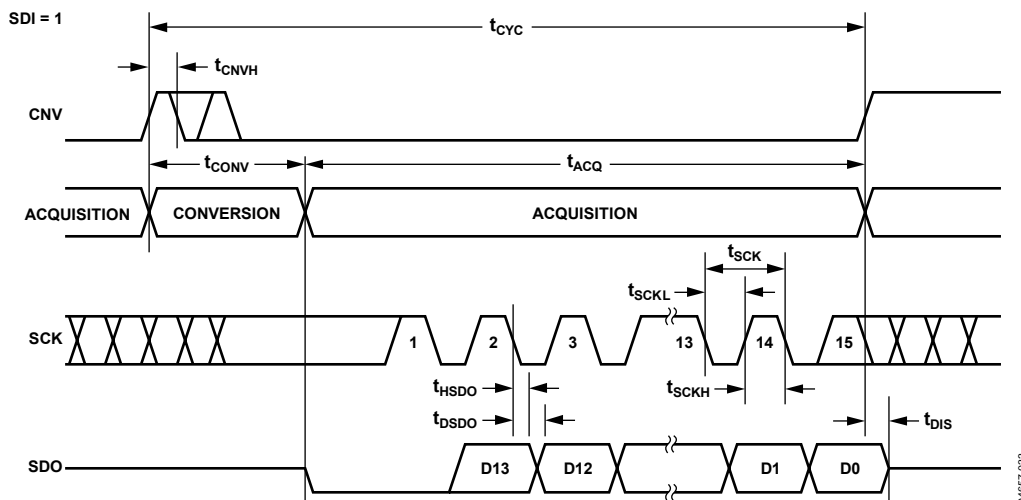 SDI = 1
tCYC
tCNVH
CNV
tCONV
tACQ
ACQUISITION
CONVERSION
ACQUISITION
tSCK
tSCKL
SCK
1
2
3
13
14
15
tHSDO
tSCKH
tDSDO
tDIS
SDO
D13
D12
D1
D0